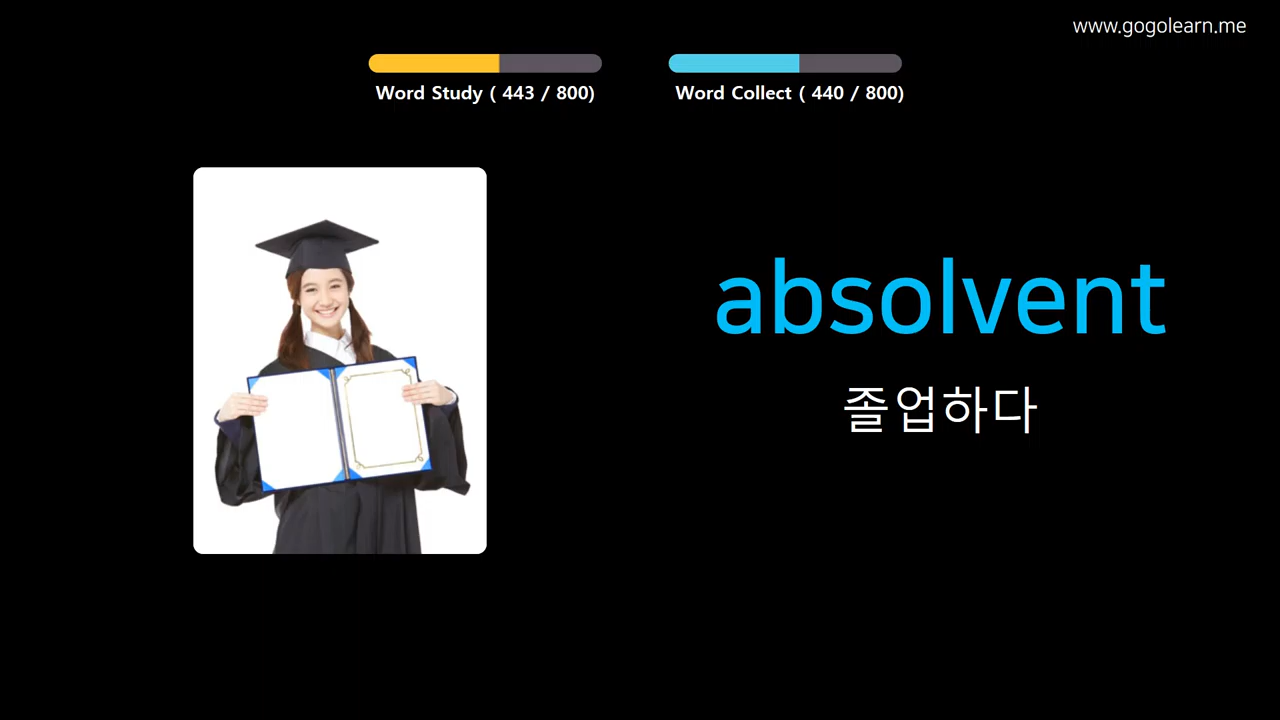 www.gogolearn.me
Word Study ( 443 / 800)
Word Collect ( 440 / 800)
absolvent
졸업하다